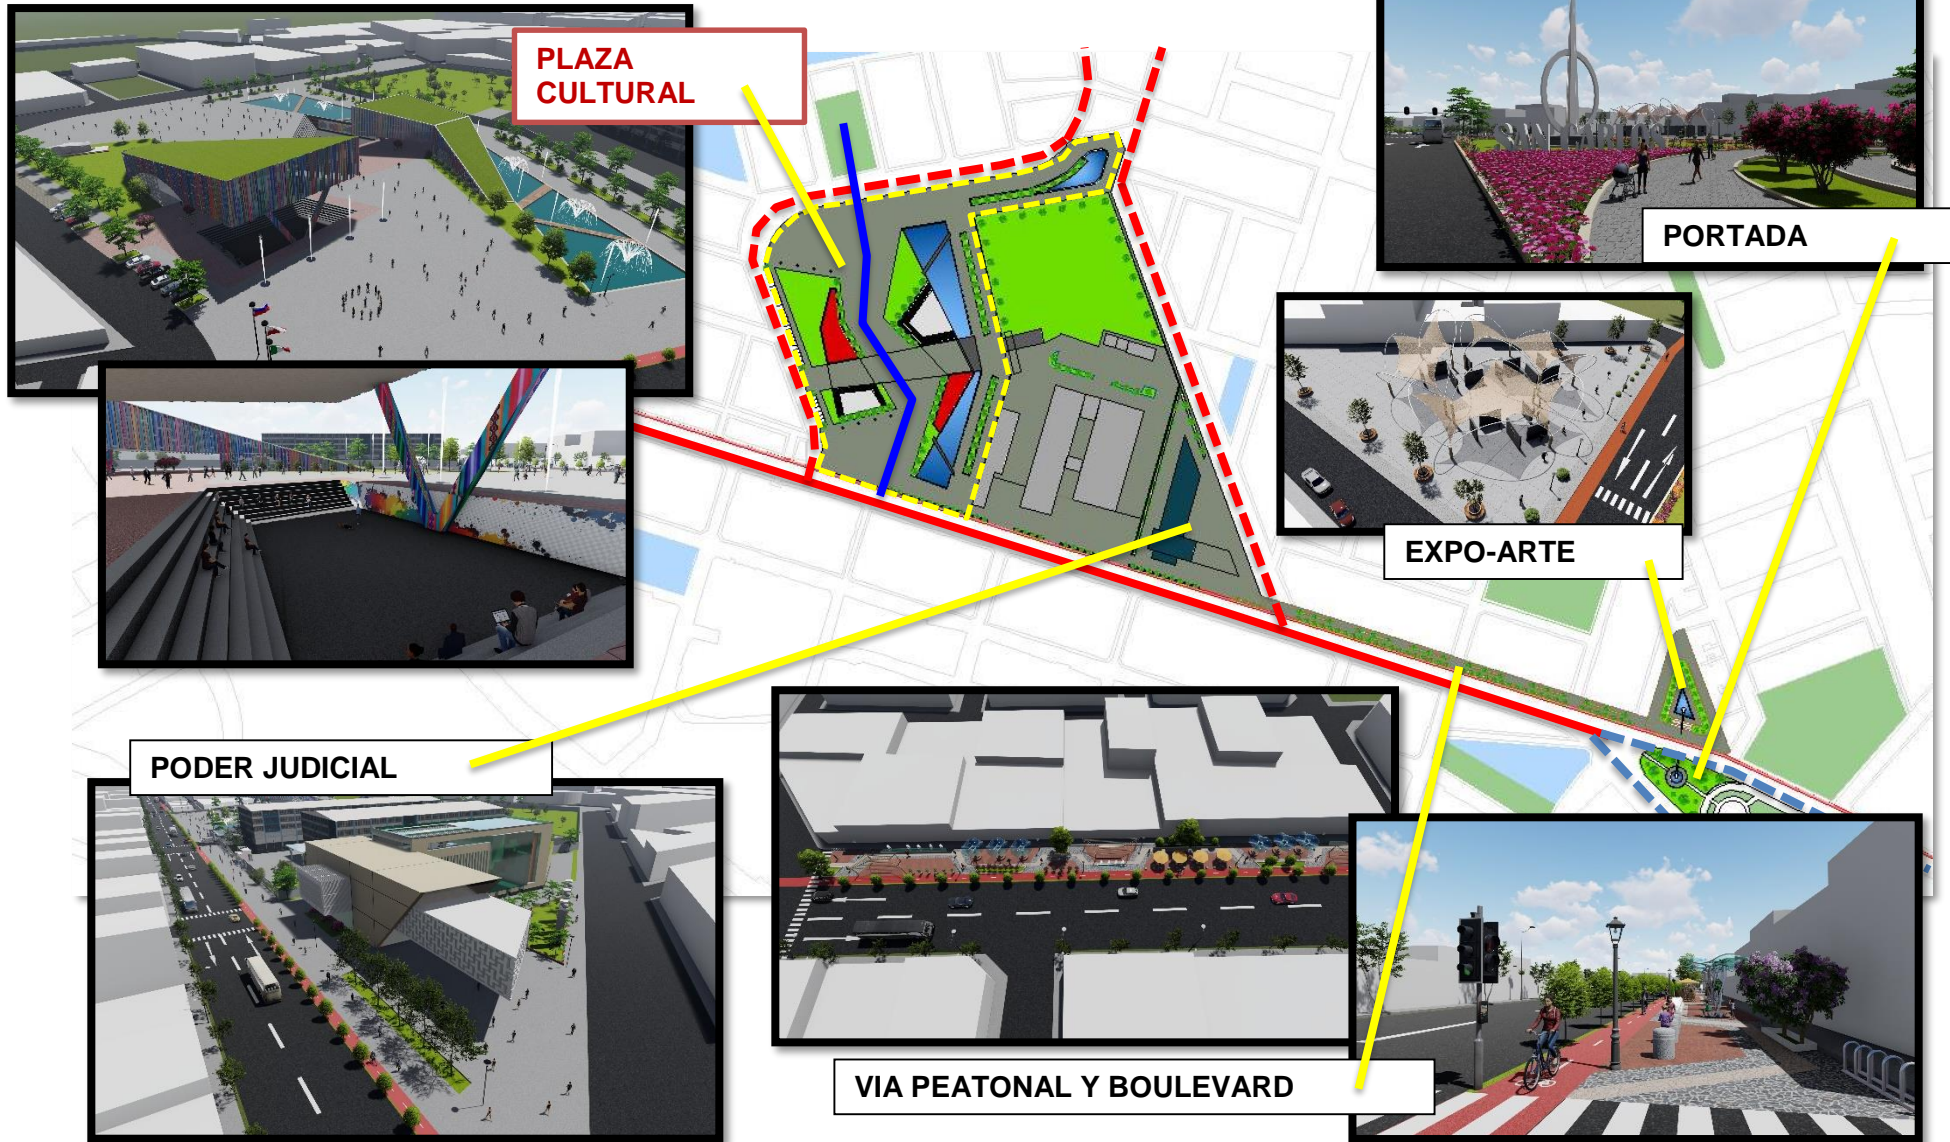 PLAZA
CULTURAL
PORTADA
EXPO-ARTE
PODER JUDICIAL
VIA PEATONAL Y BOULEVARD